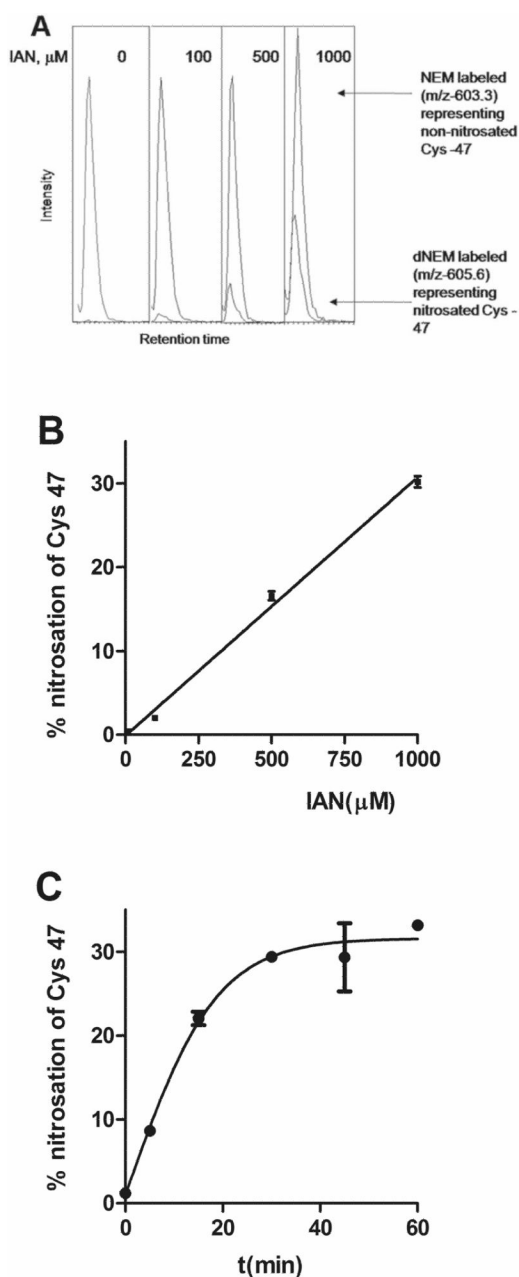 A
IAN, μM 0 100 500 1000
NEM labeled
(m/z-603.3)
representing
non-nitrosated
Cys -47
Intensity
dNEM labeled
(m/z-605.6)
representing
nitrosated Cys -
47
Retention time
B
% nitrosation of Cys 47
30
20
10
0
0 250 500 750 1000
IAN(μM)
C
% nitrosation of Cys 47
30
20
10
0
0 20 40 60
t(min)